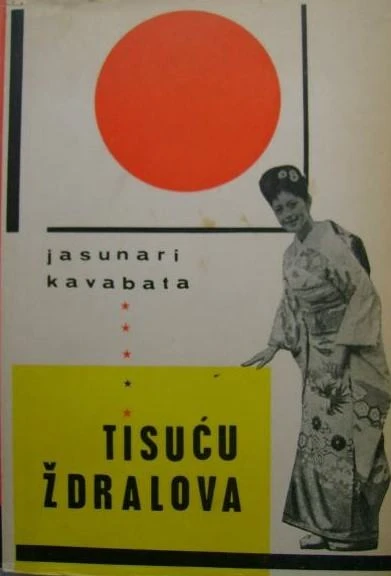 jasunari
kavabata
TISUĆU
ŽDRALOVA